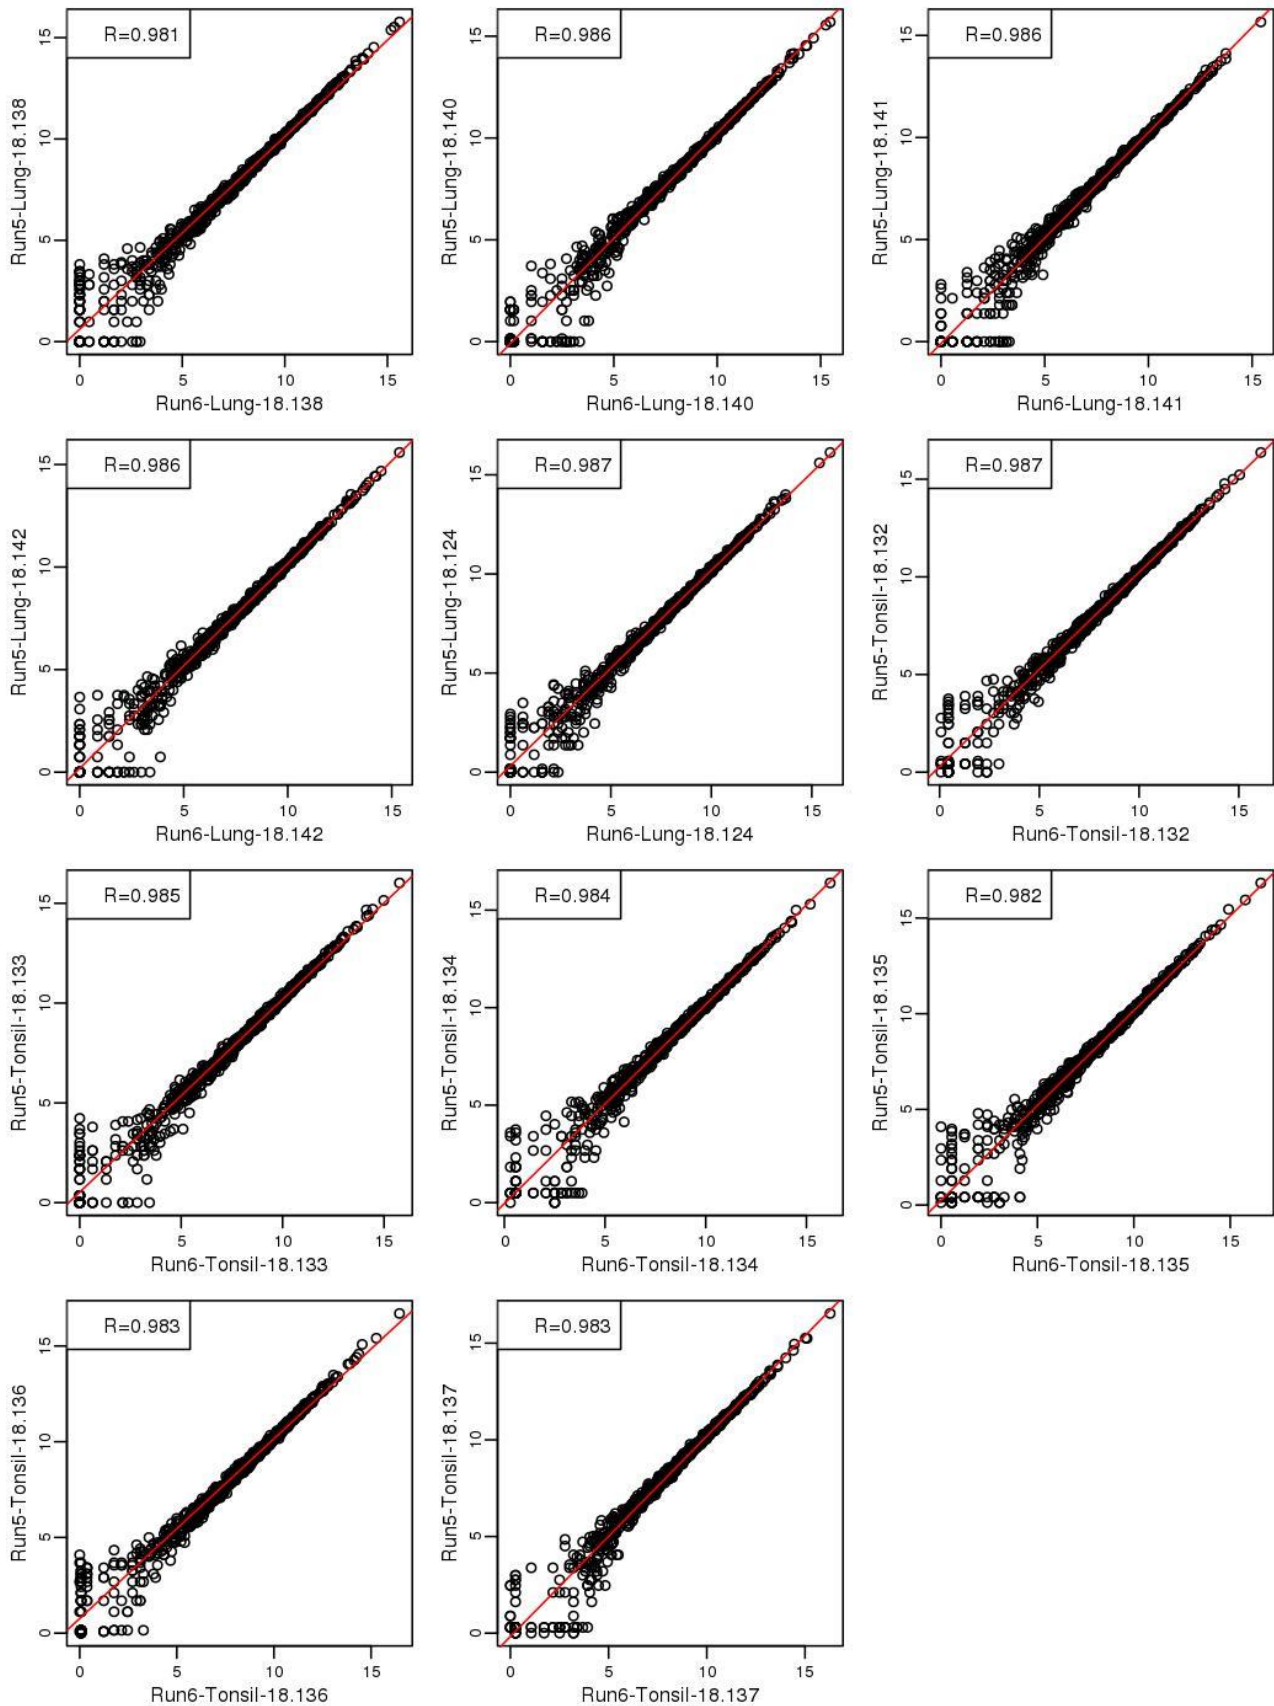 R=0.981
Run5-Lung-18.138
15
10
5
0
0 5 10 15
Run6-Lung-18.138
R=0.986
Run5-Lung-18.140
15
10
5
0
0 5 10 15
Run6-Lung-18.140
R=0.986
Run5-Lung-18.141
15
10
5
0
0 5 10 15
Run6-Lung-18.141
R=0.986
Run5-Lung-18.142
15
10
5
0
0 5 10 15
Run6-Lung-18.142
R=0.987
Run5-Lung-18.124
15
10
5
0
0 5 10 15
Run6-Lung-18.124
R=0.987
Run5-Tonsil-18.132
15
10
5
0
0 5 10 15
Run6-Tonsil-18.132
R=0.985
Run5-Tonsil-18.133
15
10
5
0
0 5 10 15
Run6-Tonsil-18.133
R=0.984
Run5-Tonsil-18.134
15
10
5
0
0 5 10 15
Run6-Tonsil-18.134
R=0.982
Run5-Tonsil-18.135
15
10
5
0
0 5 10 15
Run6-Tonsil-18.135
R=0.983
Run5-Tonsil-18.136
15
10
5
0
0 5 10 15
Run6-Tonsil-18.136
R=0.983
Run5-Tonsil-18.137
15
10
5
0
0 5 10 15
Run6-Tonsil-18.137